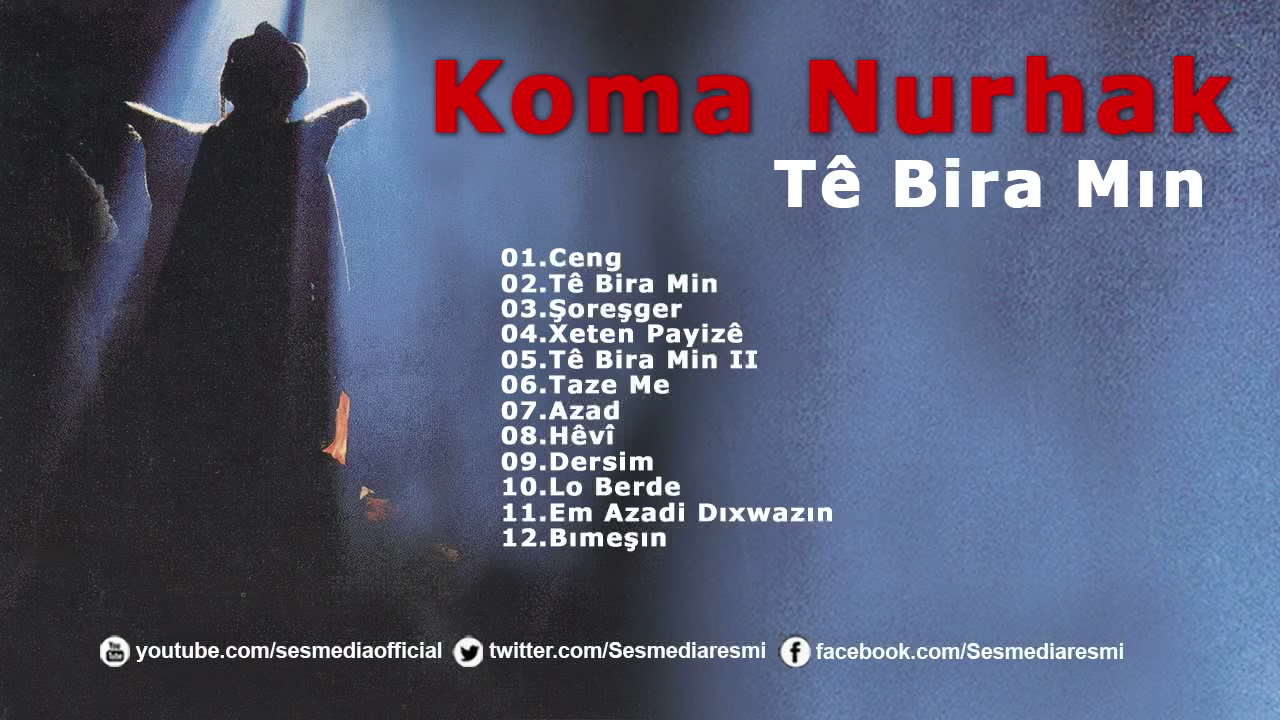 Koma Nurhak
Tê Bira Mın
01.Ceng
02.Tê Bira Min
03.Şoreşger
04.Xeten Payizê
05.Tê Bira Min II
06.Taze Me
07.Azad
08.Hêvî
09.Dersim
10.Lo Berde
11.Em Azadi Dıxwazın
12.Bımeşın
youtube.com/sesmediaofficial twitter.com/Sesmediaresmi facebook.com/Sesmediaresmi